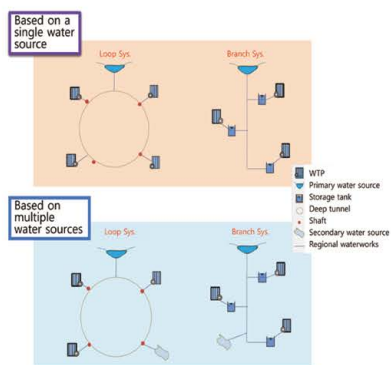 Based on a
single water
source
Loop Sys.
Branch Sys.
WTP
Primary water source
Storage tank
Deep tunnel
Shaft
Secondary water source
Regional waterworks
Based on
multiple
water sources
Loop Sys.
Branch Sys.